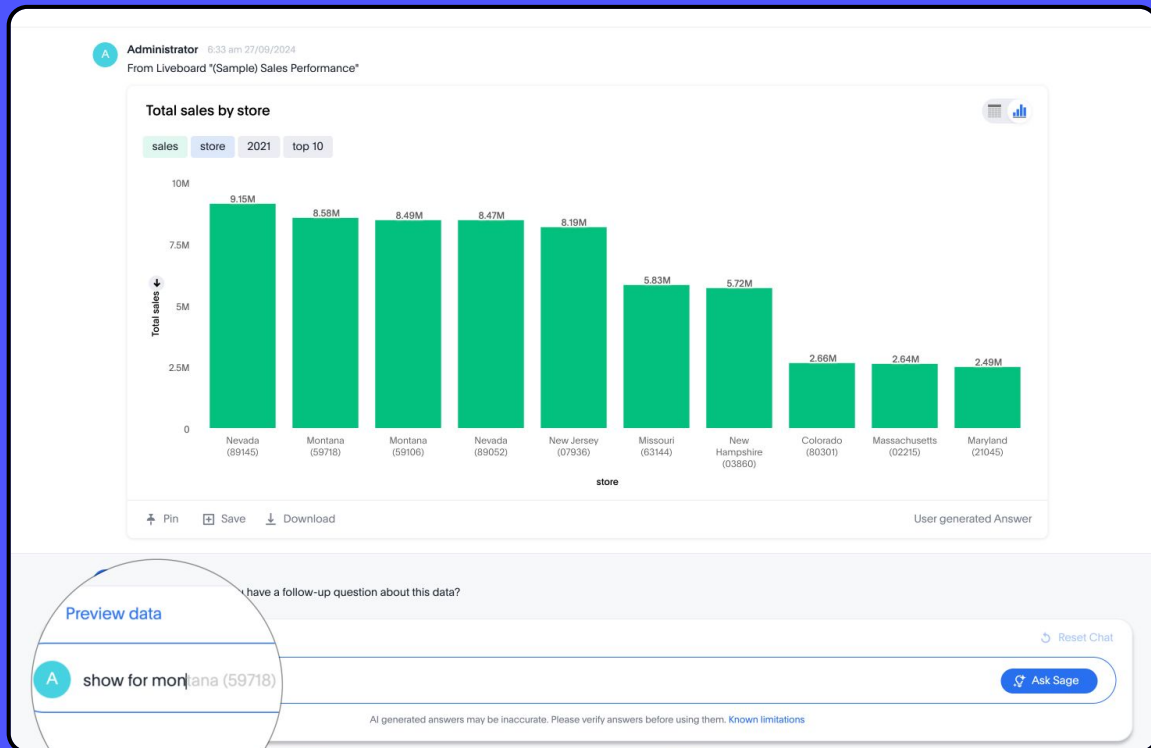 A
Administrator 6:33 am 27/09/2024
From Liveboard "(Sample) Sales Performance"
Total sales by store
sales store 2021 top 10
10M
7.5M
5M
2.5M
0
Total sales
9.15M 8.58M 8.49M 8.47M 8.19M 5.83M 5.72M 2.66M 2.64M 2.49M
Nevada Montana Montana Nevada New Jersey Missouri New Colorado Massachusetts Maryland
(89145) (59718) (59106) (89052) (07936) (63144) Hampshire (80301) (02215) (21045)
(03860)
store
Pin Save Download User generated Answer
have a follow-up question about this data?
Preview data
Reset Chat
A show for montana (59718)
Ask Sage
AI generated answers may be inaccurate. Please verify answers before using them. Known limitations